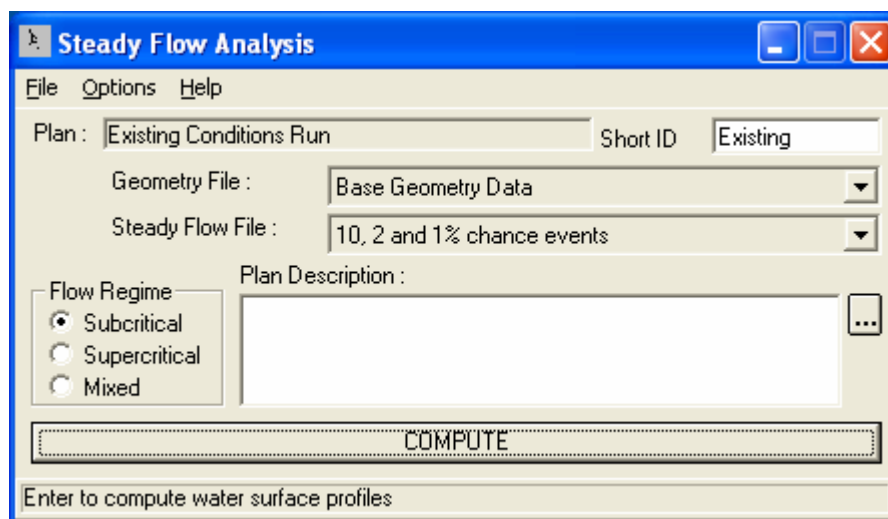 Steady Flow Analysis
File Options Help
Plan : Existing Conditions Run Short ID Existing
Geometry File : Base Geometry Data
Steady Flow File : 10, 2 and 1% chance events
Plan Description :
Flow Regime
Subcritical
Supercritical
Mixed
...
COMPUTE
Enter to compute water surface profiles